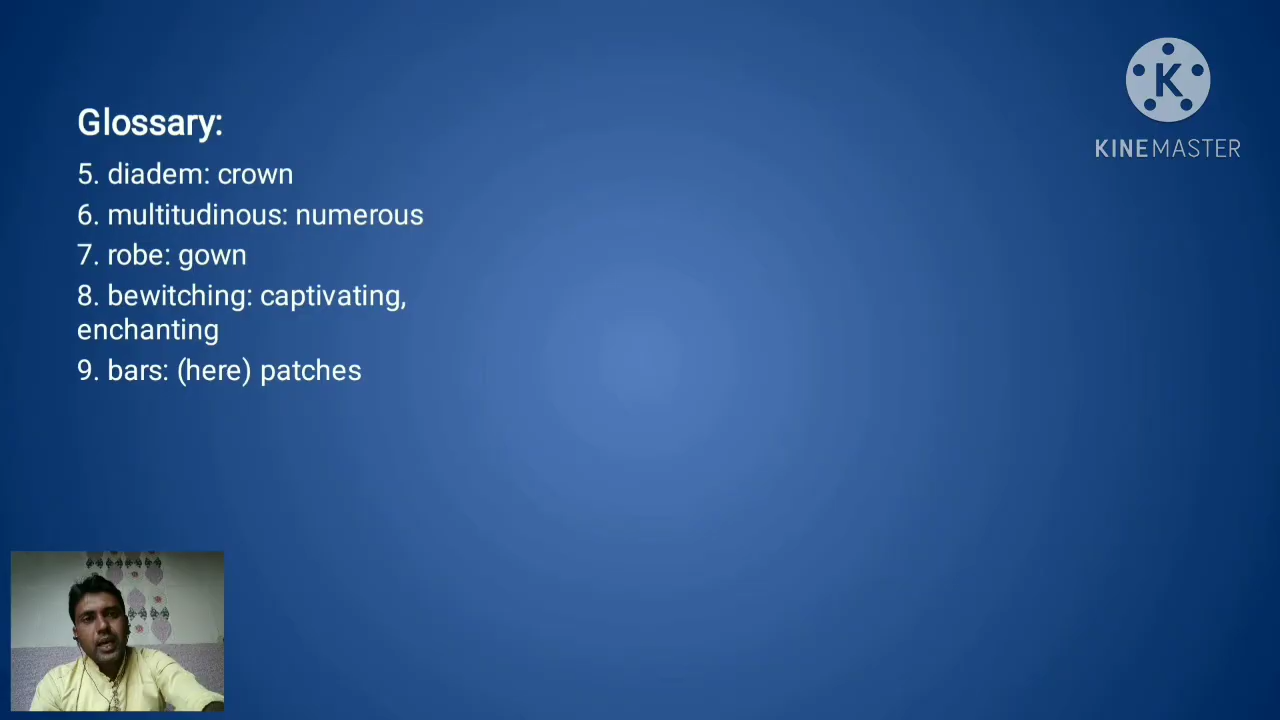 Glossary:
5. diadem: crown
6. multitudinous: numerous
7. robe: gown
8. bewitching: captivating,
enchanting
9. bars: (here) patches
K
KINEMASTER